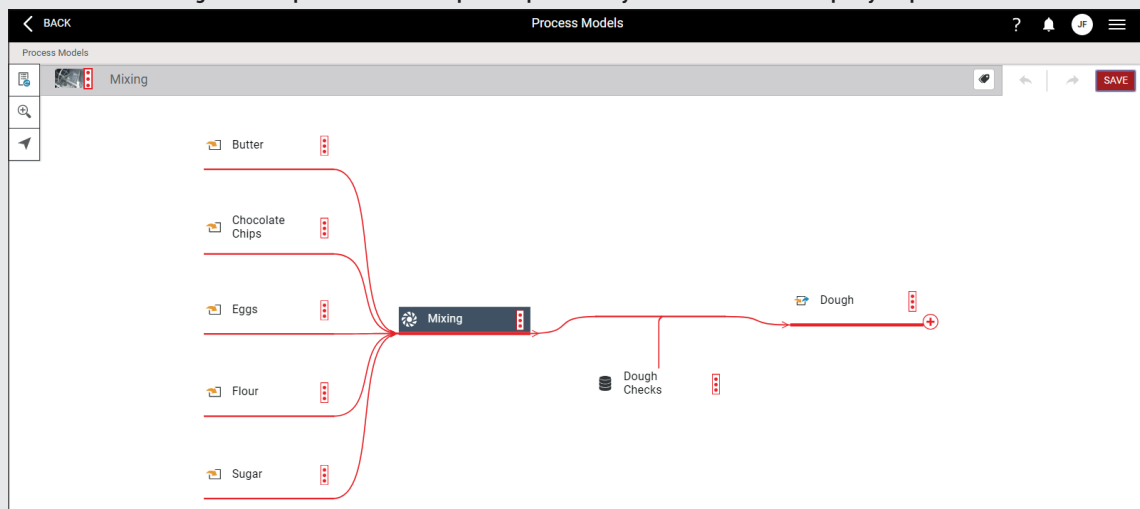 BACK
Process Models
JF
Process Models
Mixing
SAVE
Butter
Chocolate
Chips
Eggs
Mixing
Dough
Flour
Dough
Checks
Sugar